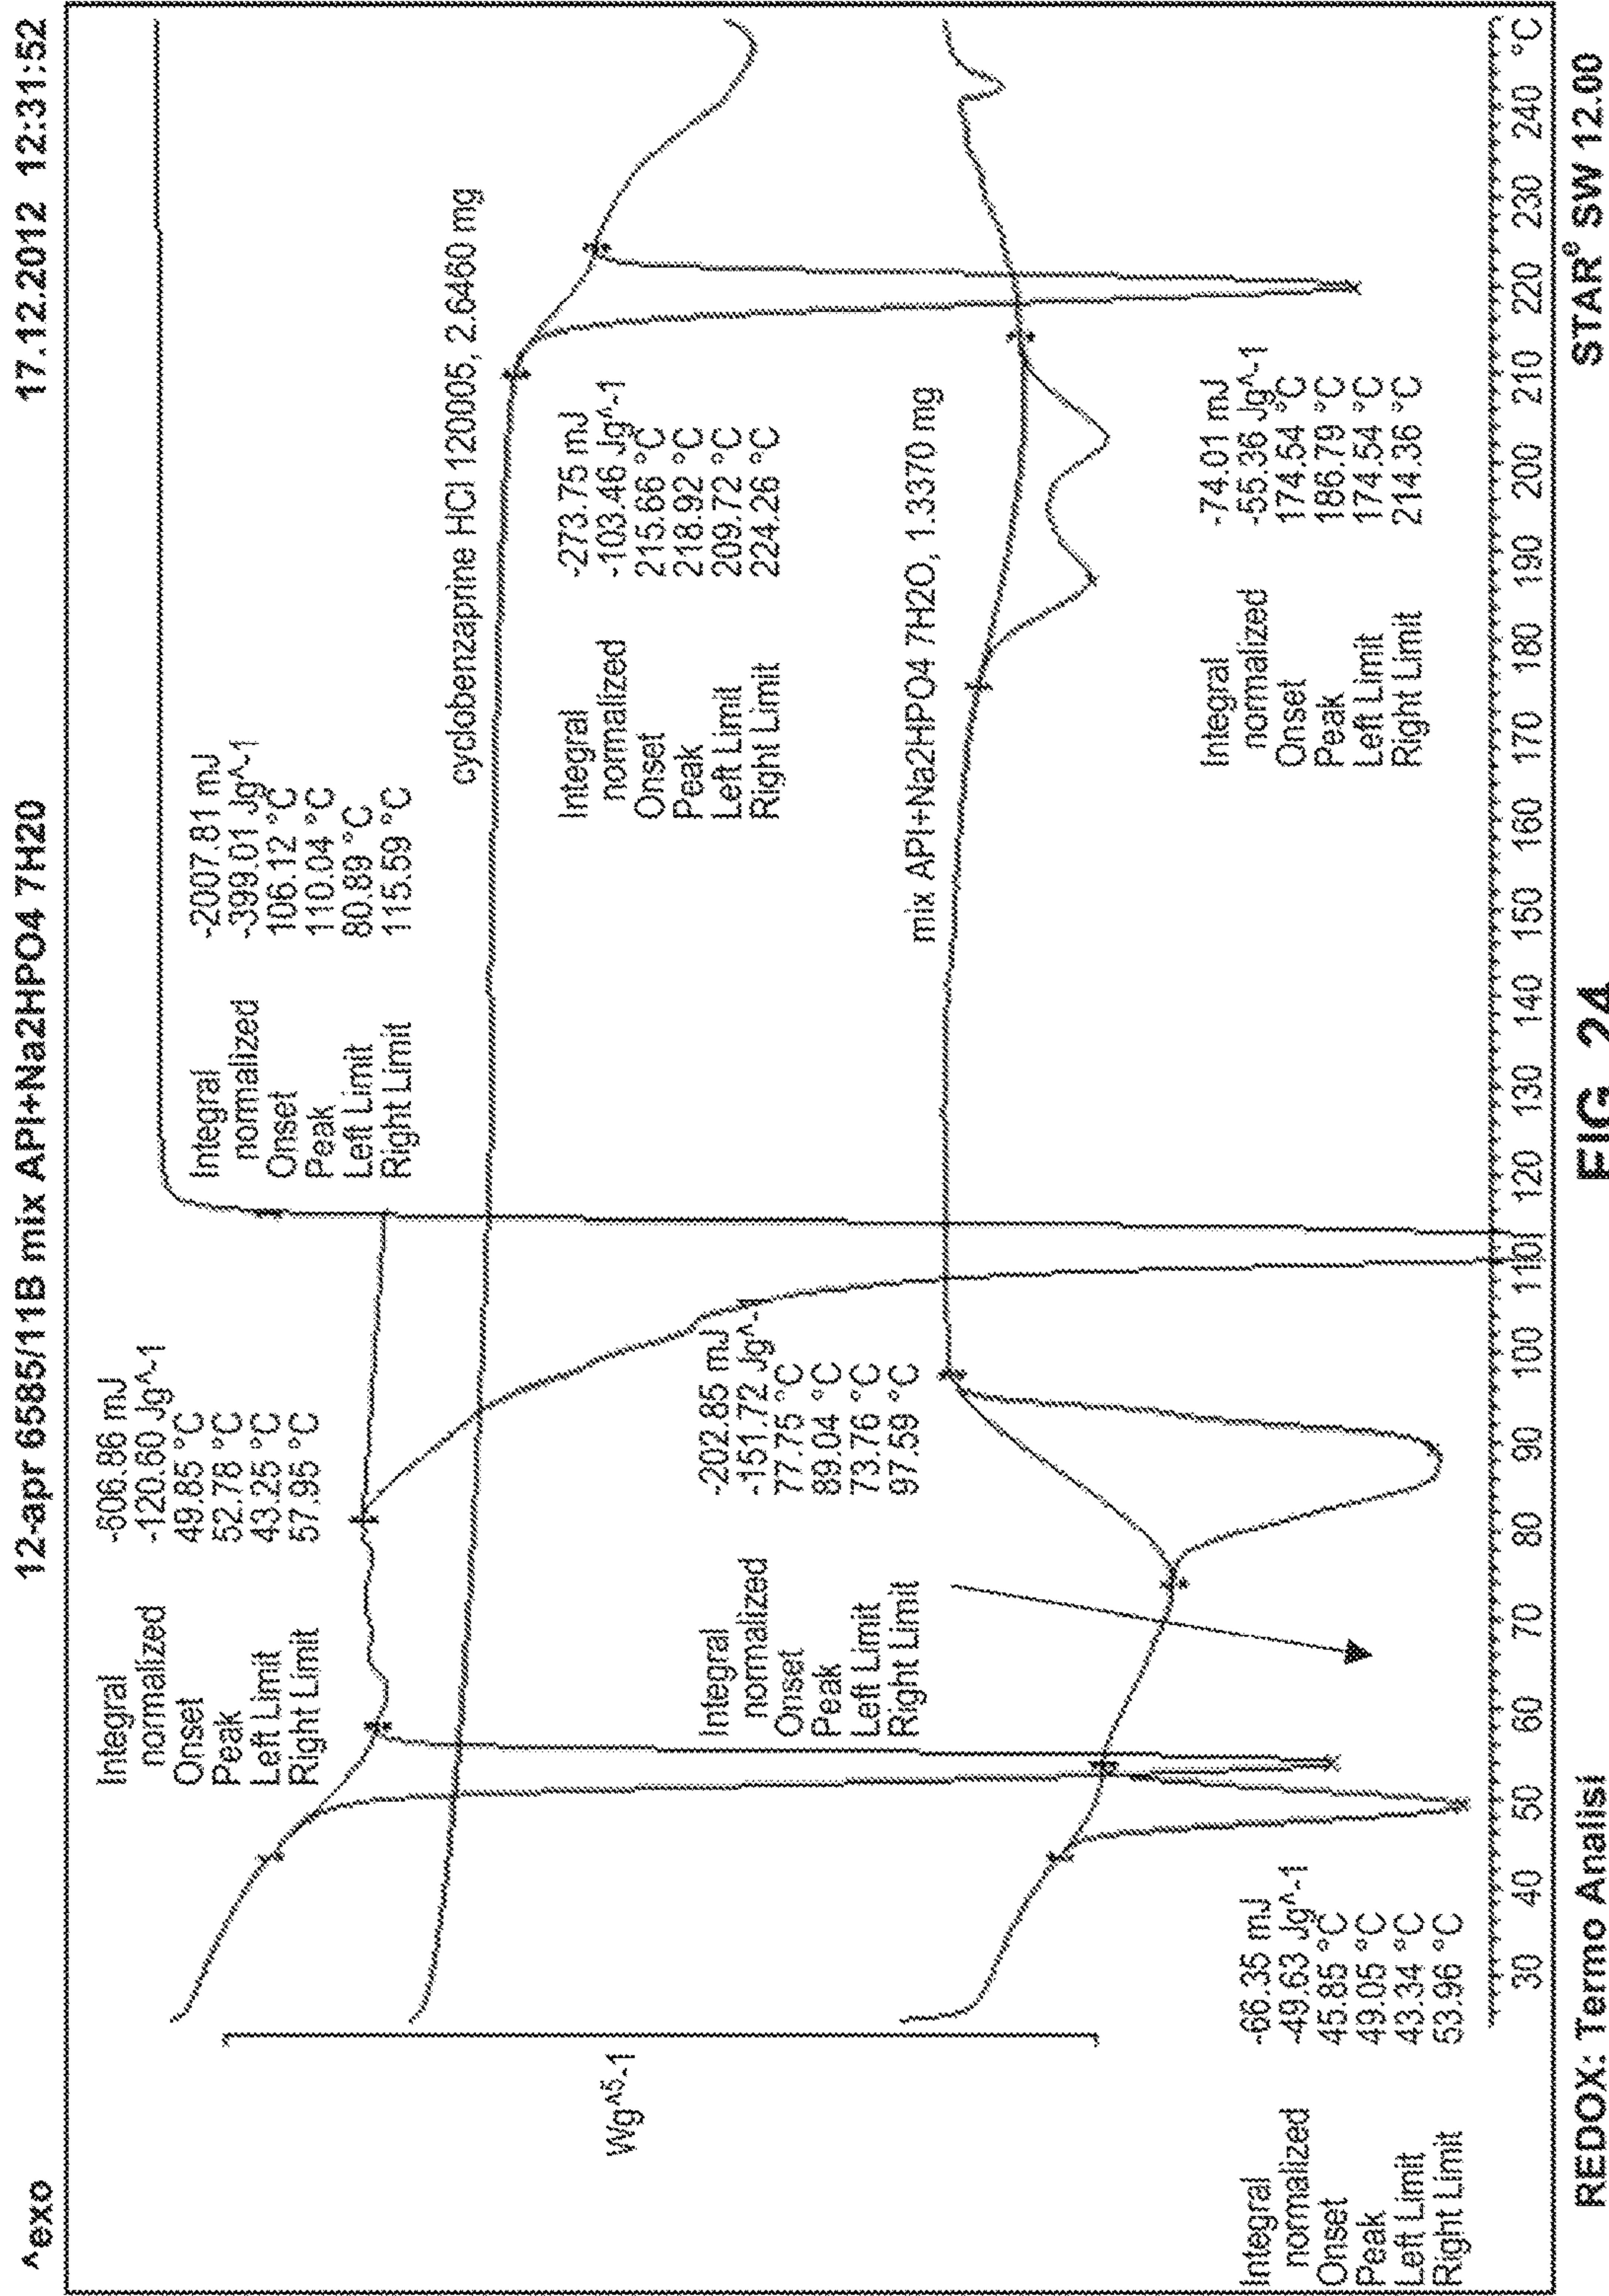 ^exo
12-apr 6585/11B mix API+Na2HPO4 7H20
17.12.2012 12:31:52
Integral -606.86 mJ
normalized -120.60 Jg^-1
Onset 49.85 °C
Peak 52.78 °C
Left Limit 43.25 °C
Right Limit 57.95 °C
Integral -2007.81 mJ
normalized -399.01 Jg^-1
Onset 106.12 °C
Peak 110.04 °C
Left Limit 80.89 °C
Right Limit 115.59 °C
cyclobenzaprine HCl 120005, 2.6460 mg
Integral -273.75 mJ
normalized -103.46 Jg^-1
Onset 215.66 °C
Peak 218.92 °C
Left Limit 209.72 °C
Right Limit 224.26 °C
Wg^5-1
Integral -202.85 mJ
normalized -151.72 Jg^-
Onset 77.75 °C
Peak 89.04 °C
Left Limit 73.76 °C
Right Limit 97.59 °C
mix API+Na2HPO4 7H2O, 1.3370 mg
Integral -74.01 mJ
normalized -55.36 Jg^-1
Onset 174.54 °C
Peak 186.79 °C
Left Limit 174.54 °C
Right Limit 214.36 °C
Integral -66.35 mJ
normalized -49.63 Jg^-1
Onset 45.85 °C
Peak 49.05 °C
Left Limit 43.34 °C
Right Limit 53.96 °C
30 40 50 60 70 80 90 100 110 120 130 140 150 160 170 180 190 200 210 220 230 240 °C
REDOX: Termo Analisi
STARe SW 12.00
FIG. 24